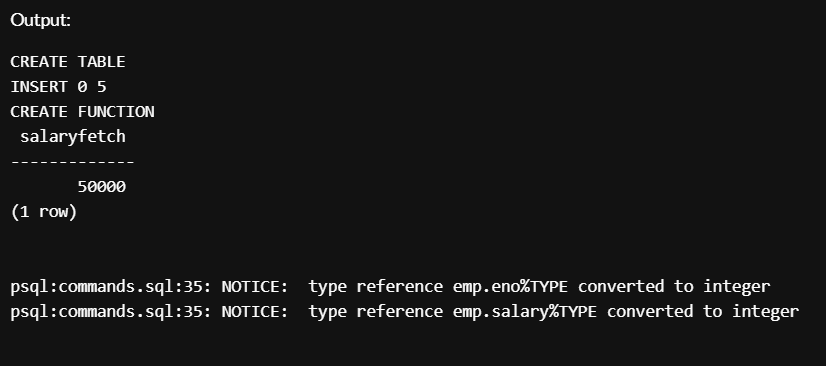 Output:
CREATE TABLE
INSERT 0 5
CREATE FUNCTION
 salaryfetch
-------------
       50000
(1 row)
psql:commands.sql:35: NOTICE:  type reference emp.eno%TYPE converted to integer
psql:commands.sql:35: NOTICE:  type reference emp.salary%TYPE converted to integer